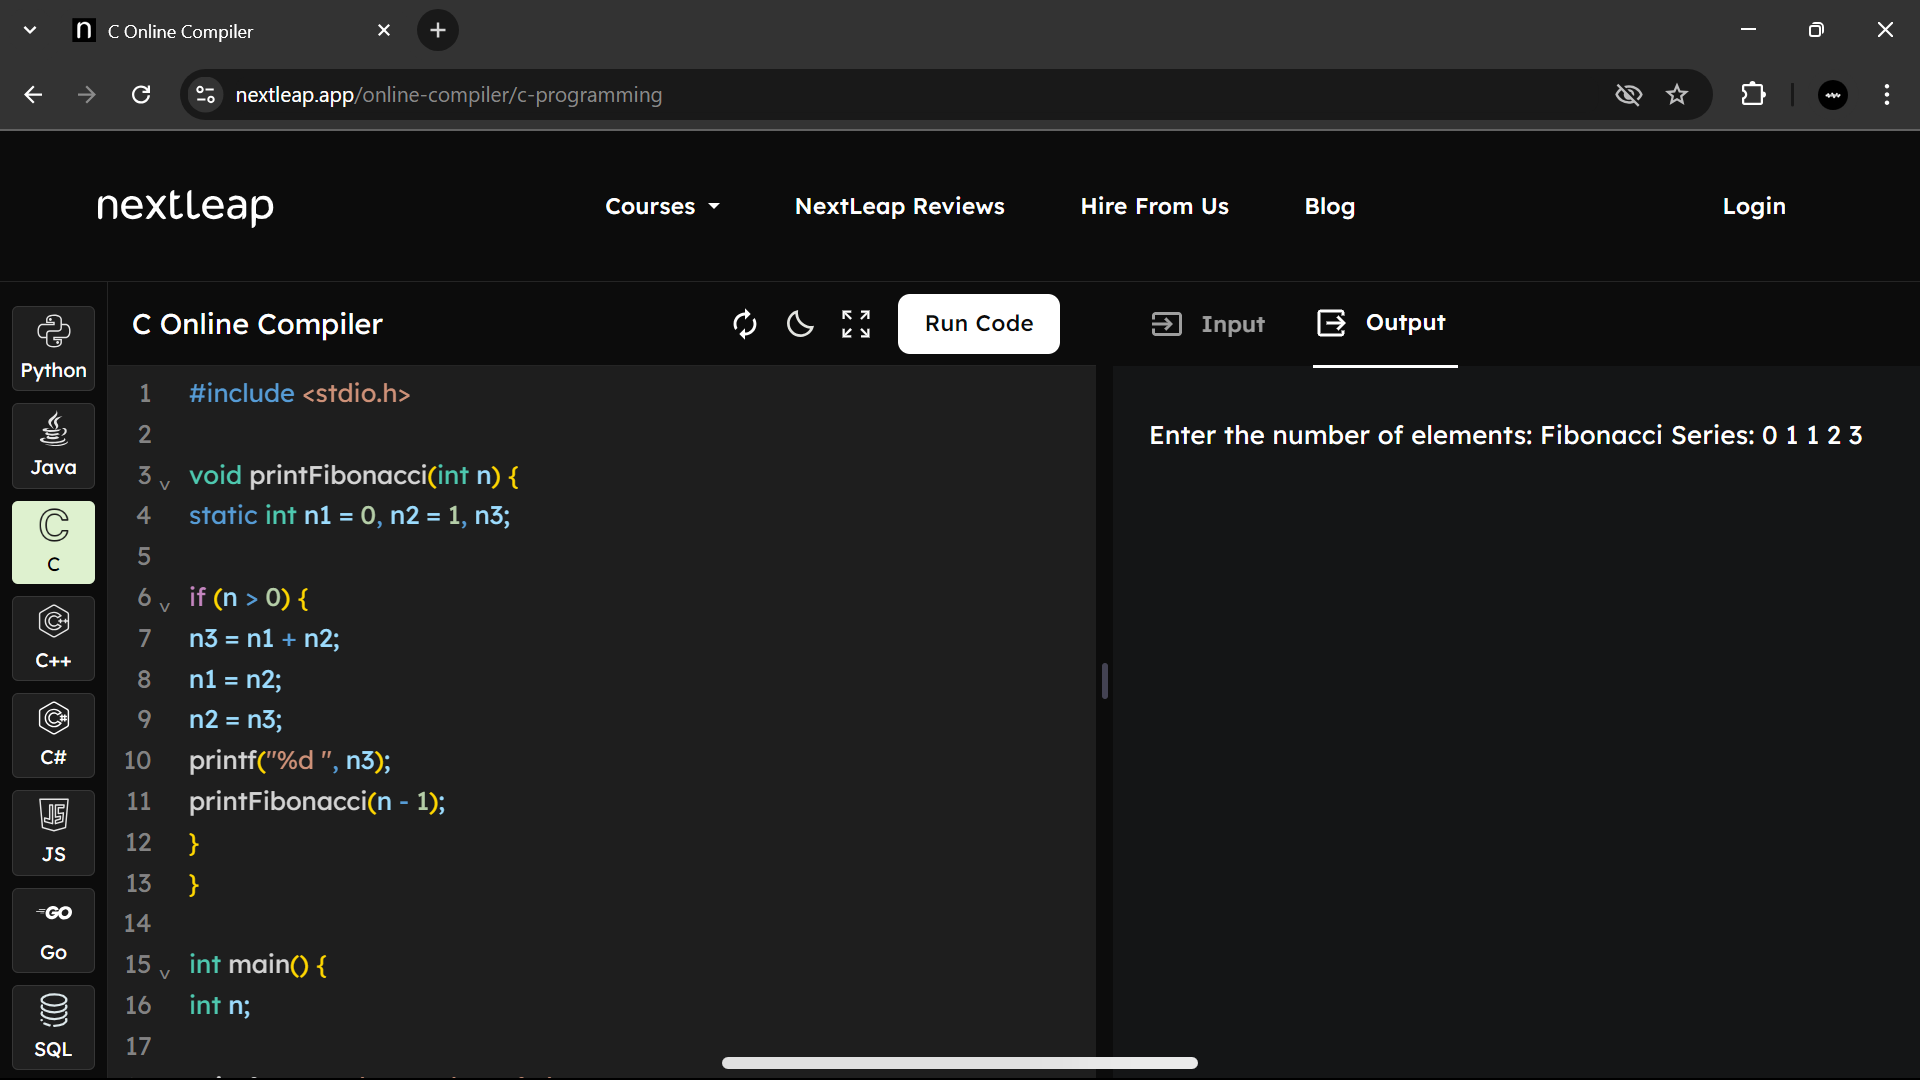 C Online Compiler
nextleap.app/online-compiler/c-programming
nextleap
Courses
NextLeap Reviews
Hire From Us
Blog
Login
Python
Java
C
C
C++
C++
C#
C#
JS
JS
GO
Go
SQL
C Online Compiler
Run Code
Input
Output
1 #include <stdio.h>
2
3 void printFibonacci(int n) {
4 static int n1 = 0, n2 = 1, n3;
5
6 if (n > 0) {
7 n3 = n1 + n2;
8 n1 = n2;
9 n2 = n3;
10 printf("%d ", n3);
11 printFibonacci(n - 1);
12 }
13 }
14
15 int main() {
16 int n;
17
Enter the number of elements: Fibonacci Series: 0 1 1 2 3